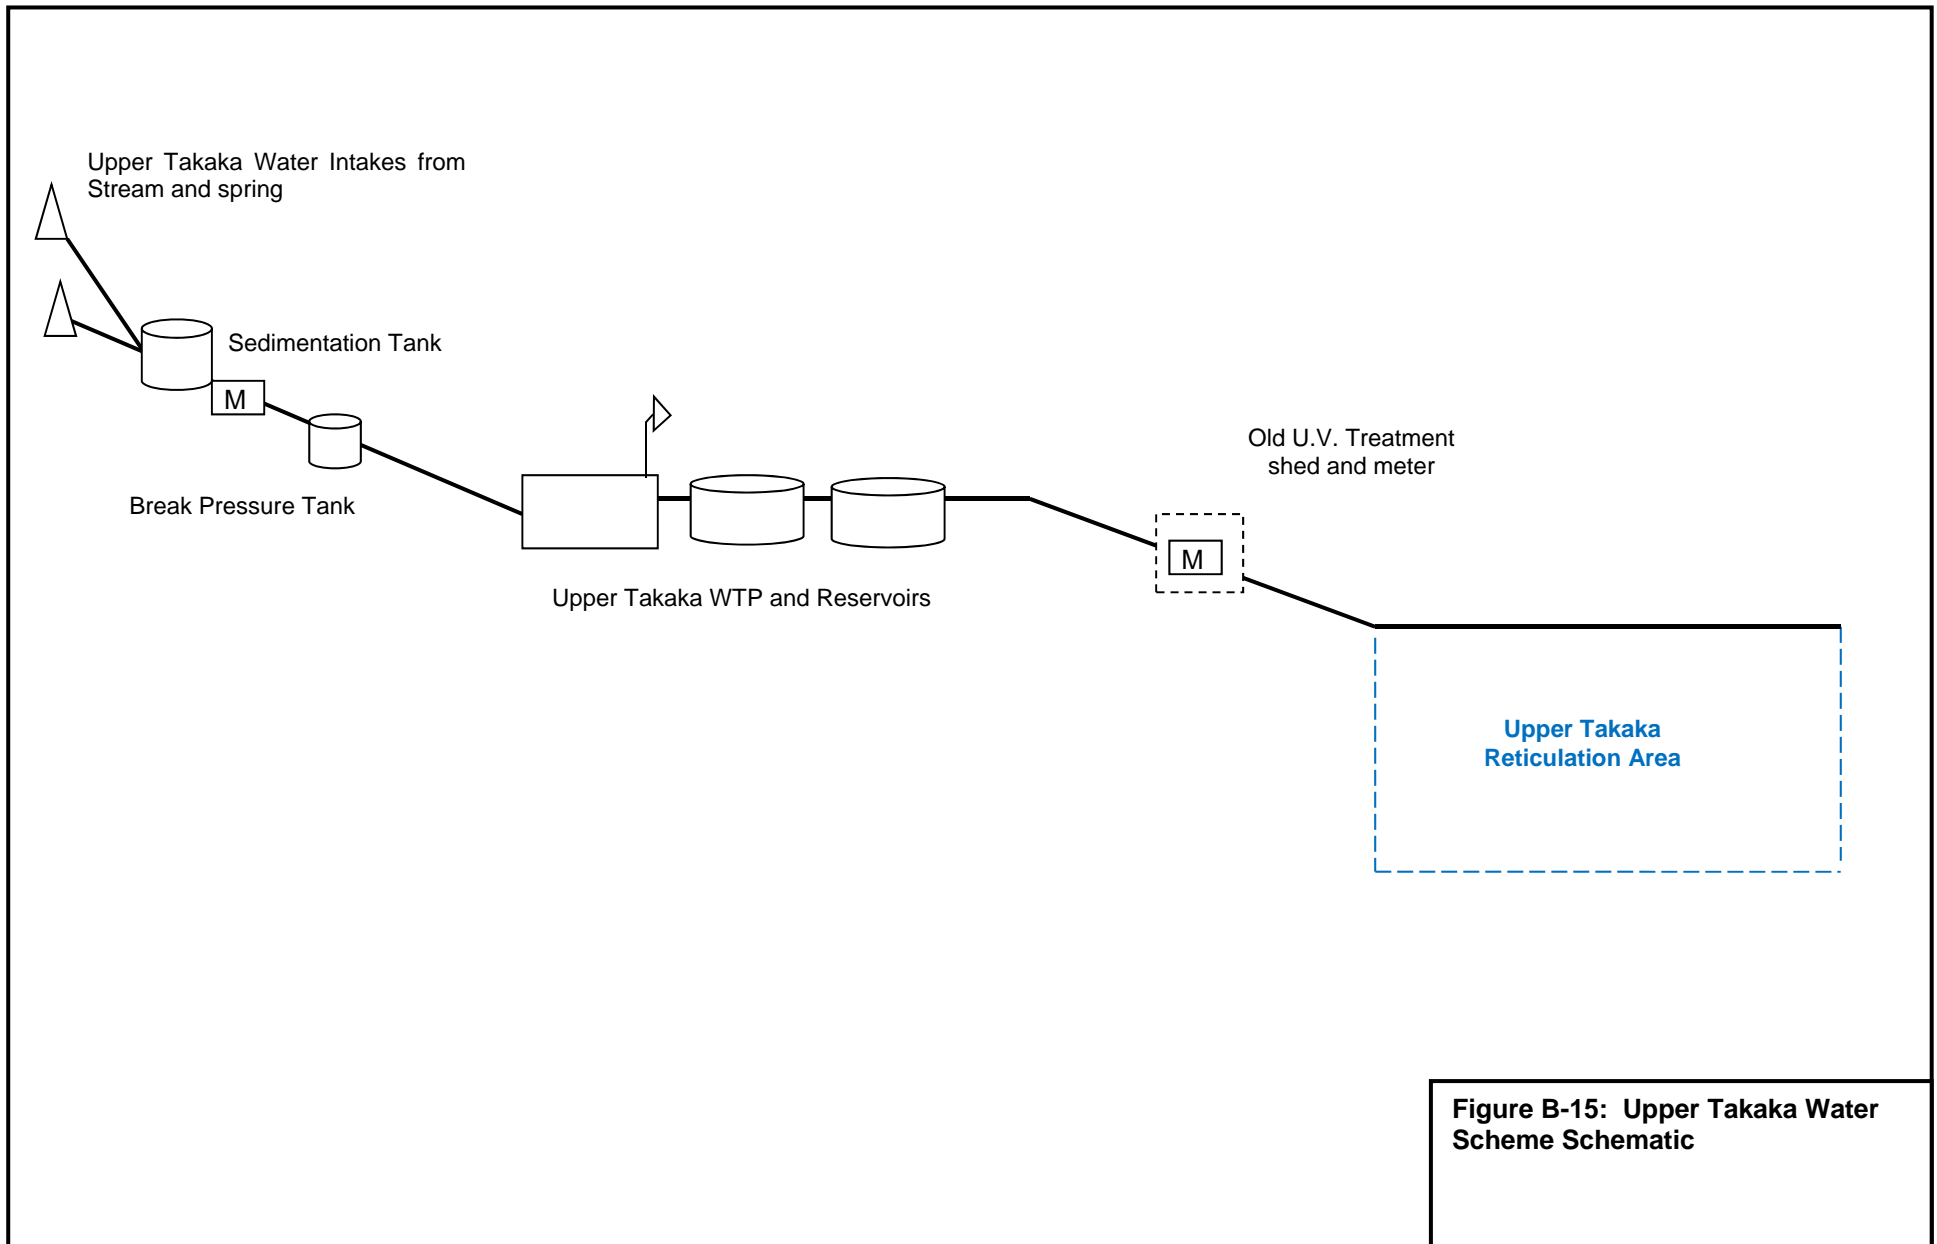 Upper Takaka Water Intakes from
Stream and spring
Sedimentation Tank
M
Break Pressure Tank
Upper Takaka WTP and Reservoirs
Old U.V. Treatment
shed and meter
M
Upper Takaka
Reticulation Area
Figure B-15: Upper Takaka Water
Scheme Schematic